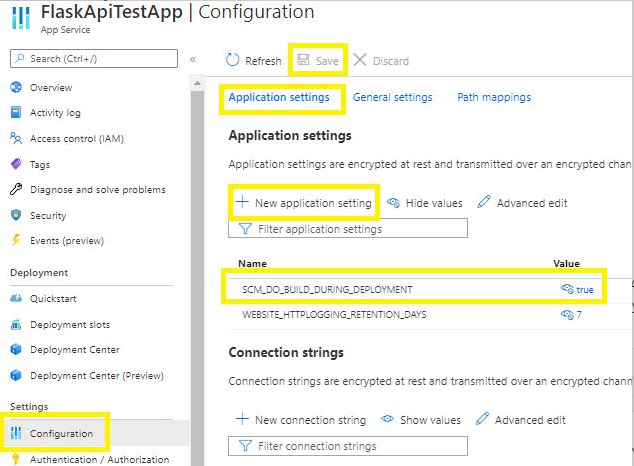 FlaskApiTestApp | Configuration
App Service
Search (Ctrl+/)
«
Overview
Activity log
Access control (IAM)
Tags
Diagnose and solve problems
Security
Events (preview)
Deployment
Quickstart
Deployment slots
Deployment Center
Deployment Center (Preview)
Settings
Configuration
Authentication / Authorization
Refresh Save Discard
Application settings General settings Path mappings
Application settings
Application settings are encrypted at rest and transmitted over an encrypted chan
New application setting Hide values Advanced edit
Filter application settings
Name Value
SCM_DO_BUILD_DURING_DEPLOYMENT true
WEBSITE_HTTPLOGGING_RETENTION_DAYS 7
Connection strings
Connection strings are encrypted at rest and transmitted over an encrypted chann
New connection string Show values Advanced edit
Filter connection strings